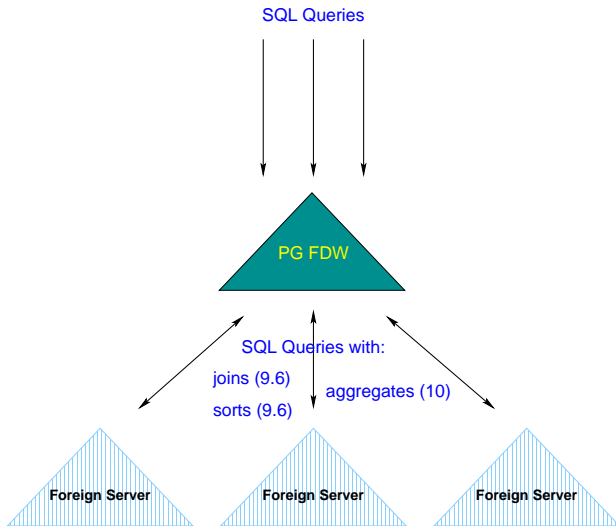 SQL Queries
PG FDW
SQL Queries with:
joins (9.6)
aggregates (10)
sorts (9.6)
Foreign Server
Foreign Server
Foreign Server